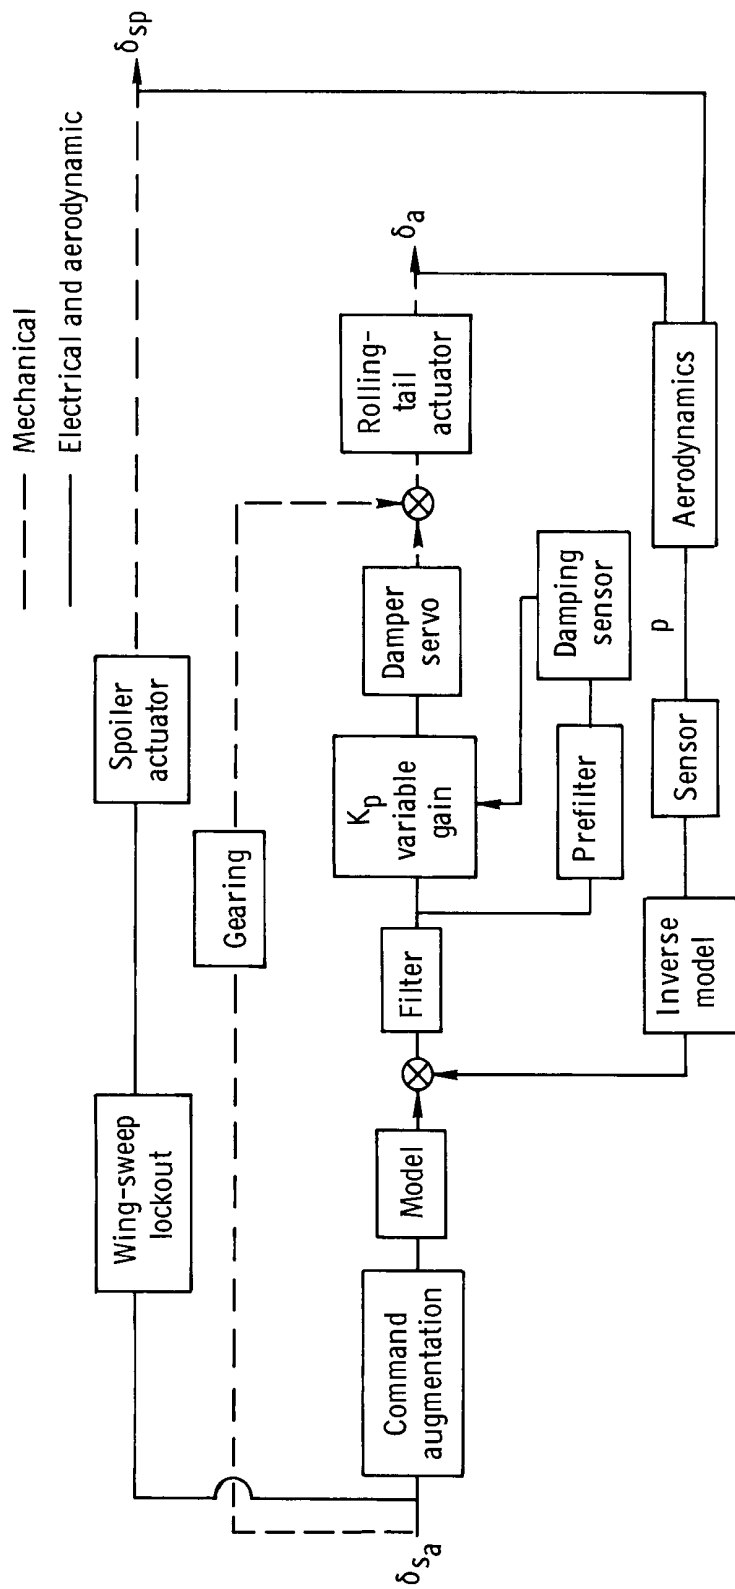 Mechanical
Electrical and aerodynamic
δsp
Wing-sweep
lockout
Spoiler
actuator
Gearing
δsa
Command
augmentation
Model
Filter
Kp
variable
gain
Damper
servo
Rolling-
tail
actuator
δa
Prefilter
Damping
sensor
Inverse
model
Sensor
p
Aerodynamics